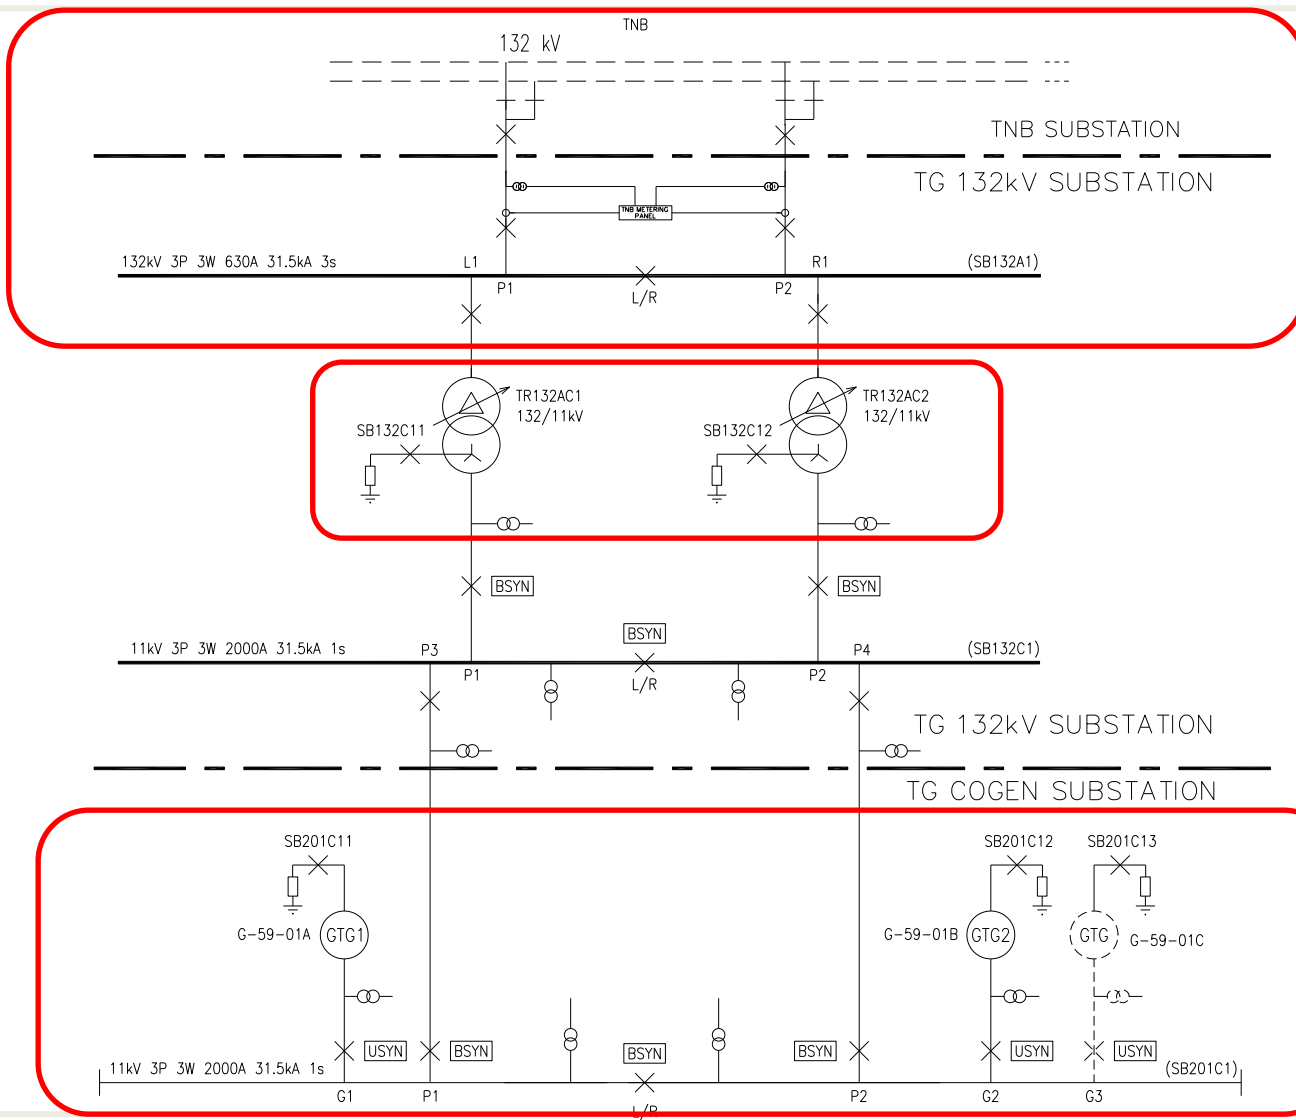 TNB
132 kV
TNB SUBSTATION
TG 132kV SUBSTATION
TNB METERING
PANEL
132kV 3P 3W 630A 31.5kA 3s
L1
R1
(SB132A1)
P1
L/R
P2
TR132AC1
132/11kV
SB132C11
TR132AC2
132/11kV
SB132C12
BSYN
BSYN
BSYN
11kV 3P 3W 2000A 31.5kA 1s
P3
P4
(SB132C1)
P1
L/R
P2
TG 132kV SUBSTATION
TG COGEN SUBSTATION
SB201C11
SB201C12
SB201C13
G-59-01A
GTG1
G-59-01B
GTG2
GTG
G-59-01C
USYN
BSYN
BSYN
BSYN
USYN
USYN
11kV 3P 3W 2000A 31.5kA 1s
(SB201C1)
G1
P1
L/R
P2
G2
G3